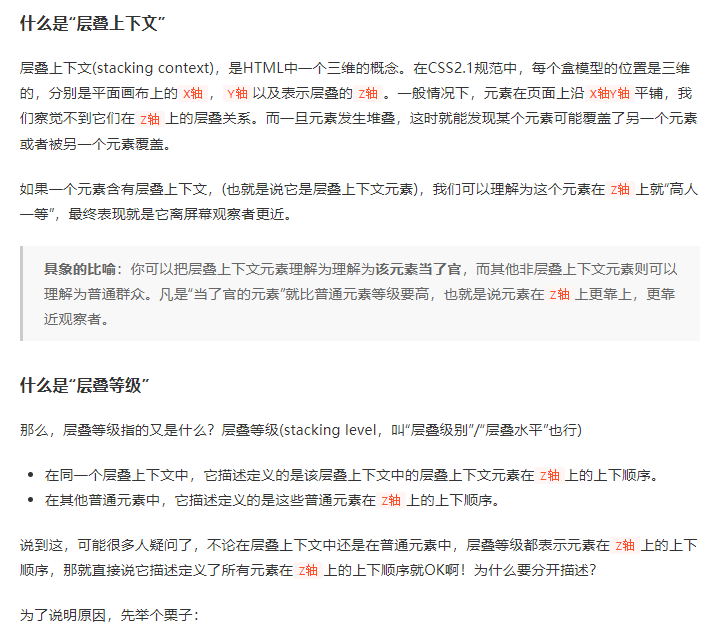 什么是“层叠上下文”
层叠上下文(stacking context)，是HTML中一个三维的概念。在CSS2.1规范中，每个盒模型的位置是三维
的，分别是平面画布上的 X轴 ，Y轴 以及表示层叠的 Z轴 。一般情况下，元素在页面上沿 X轴Y轴 平铺，我
们察觉不到它们在 Z轴 上的层叠关系。而一旦元素发生堆叠，这时就能发现某个元素可能覆盖了另一个元素
或者被另一个元素覆盖。
如果一个元素含有层叠上下文，(也就是说它是层叠上下文元素)，我们可以理解为这个元素在 Z轴 上就“高人
一等”，最终表现就是它离屏幕观察者更近。
具象的比喻：你可以把层叠上下文元素理解为理解为该元素当了官，而其他非层叠上下文元素则可以
理解为普通群众。凡是“当了官的元素”就比普通元素等级要高，也就是说元素在 Z轴 上更靠上，更靠
近观察者。
什么是“层叠等级”
那么，层叠等级指的又是什么？层叠等级(stacking level，叫“层叠级别”/“层叠水平”也行)
• 在同一个层叠上下文中，它描述定义的是该层叠上下文中的层叠上下文元素在 Z轴 上的上下顺序。
• 在其他普通元素中，它描述定义的是这些普通元素在 Z轴 上的上下顺序。
说到这，可能很多人疑问了，不论在层叠上下文中还是在普通元素中，层叠等级都表示元素在 Z轴 上的上下
顺序，那就直接说它描述定义了所有元素在 Z轴 上的上下顺序就OK啊！为什么要分开描述？
为了说明原因，先举个栗子：